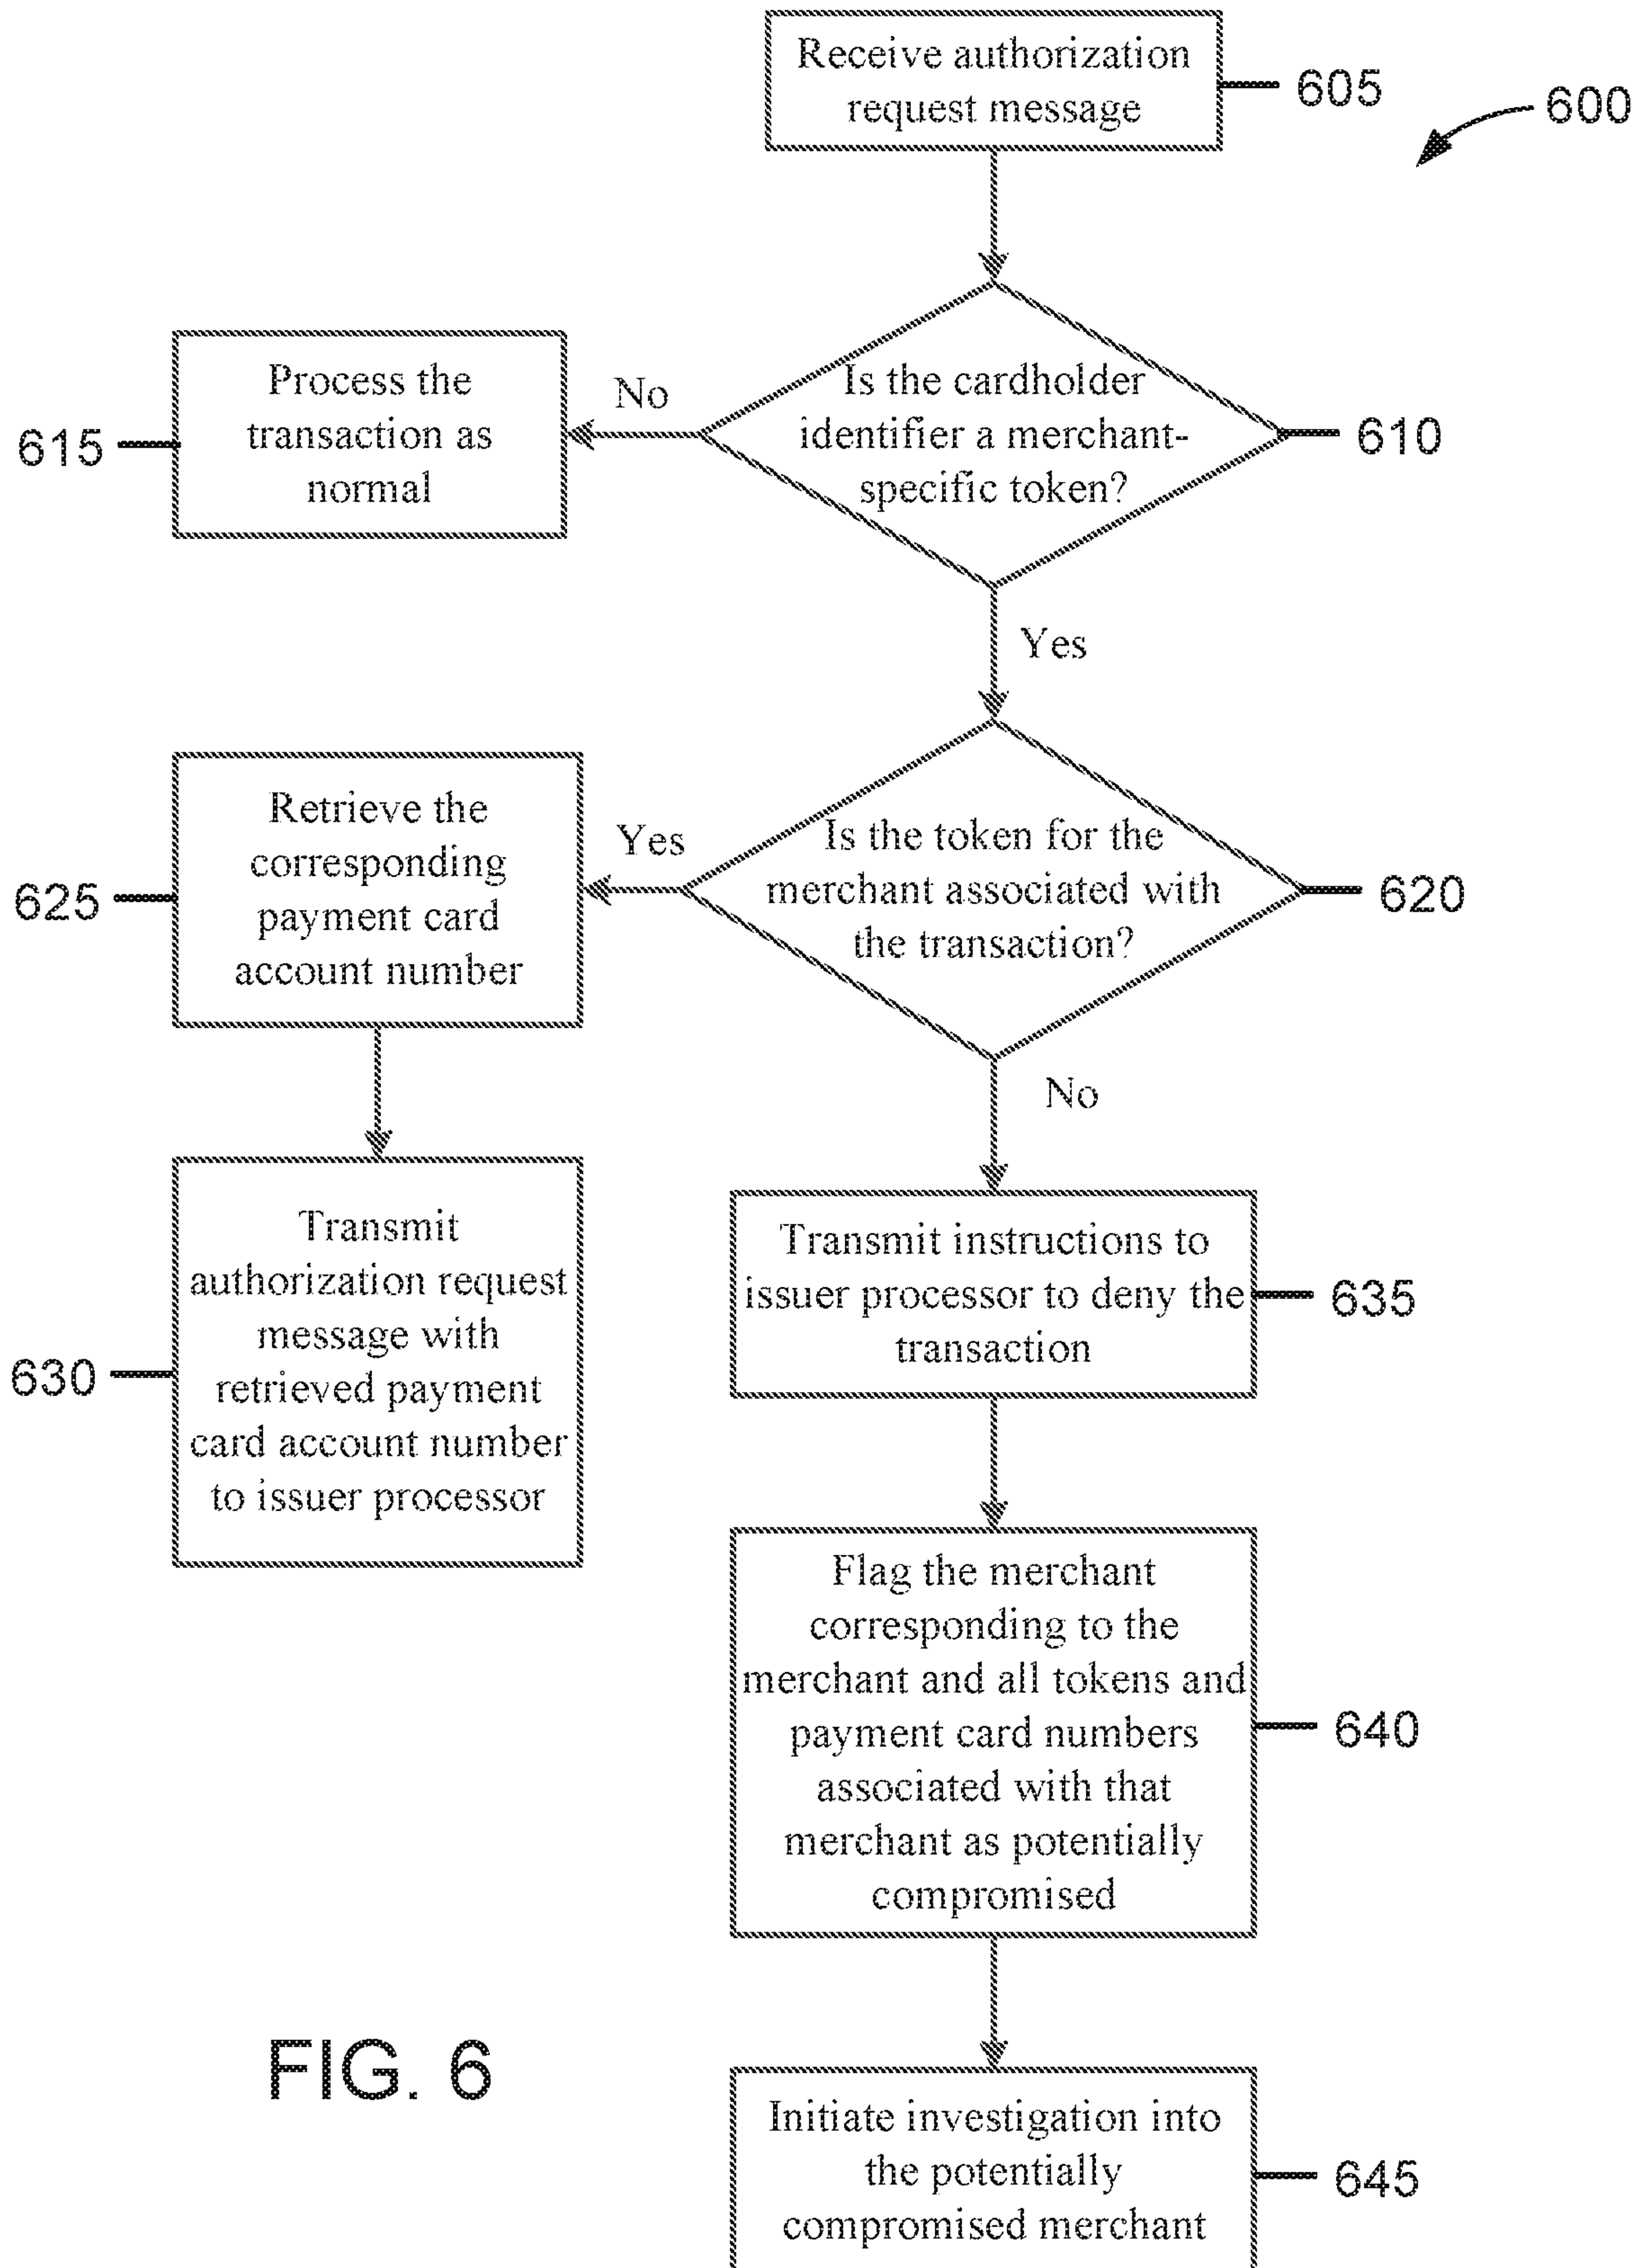 Receive authorization
request message
605
600
Is the cardholder
identifier a merchant-
specific token?
610
No
Process the
transaction as
normal
615
Yes
Is the token for the
merchant associated with
the transaction?
620
Yes
Retrieve the
corresponding
payment card
account number
625
Transmit
authorization request
message with
retrieved payment
card account number
to issuer processor
630
No
Transmit instructions to
issuer processor to deny the
transaction
635
Flag the merchant
corresponding to the
merchant and all tokens and
payment card numbers
associated with that
merchant as potentially
compromised
640
Initiate investigation into
the potentially
compromised merchant
645
FIG. 6